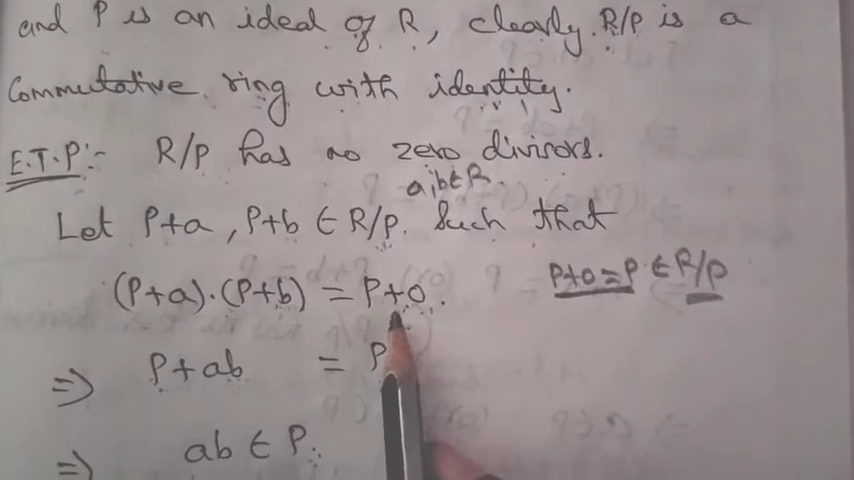 and P is an ideal of R, clearly R/P is a
Commutative ring with identity.
E.T.P:- R/P has no zero divisors.
a,b∈R.
Let P+a, P+b ∈ R/P. Such that
(P+a).(P+b) = P+0.
P+0=P ∈ R/P
=> P+ab = P
=> ab ∈ P.